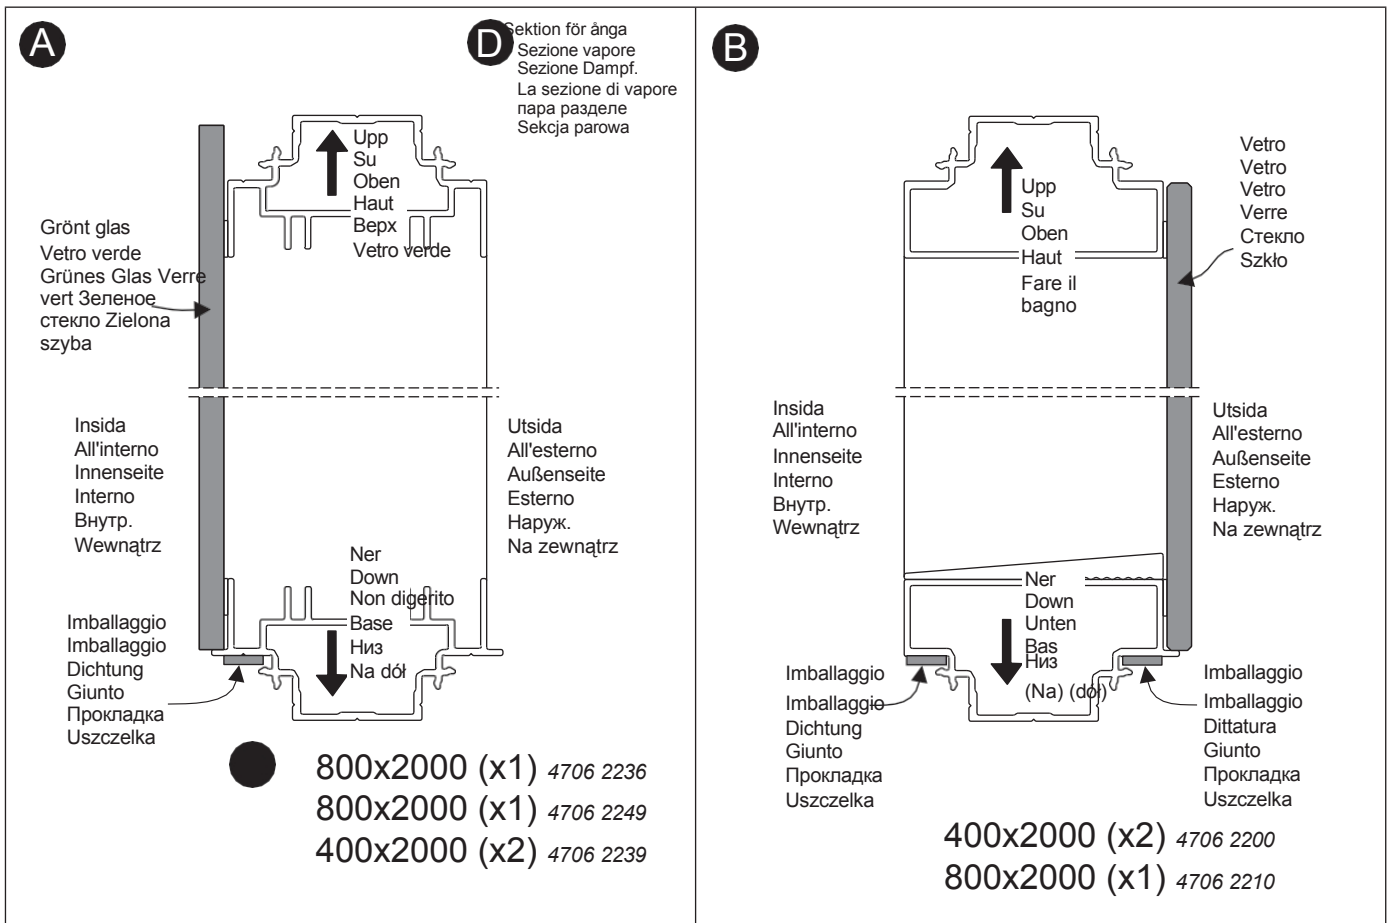 A
D
Sektion för ånga
Sezione vapore
Sezione Dampf.
La sezione di vapore
пара разделе
Sekcja parowa
Upp
Su
Oben
Haut
Верх
Vetro verde
Grönt glas
Vetro verde
Grünes Glas Verre
vert Зеленое
стекло Zielona
szyba
Insida
All'interno
Innenseite
Interno
Внутр.
Wewnątrz
Utsida
All'esterno
Außenseite
Esterno
Наруж.
Na zewnątrz
Ner
Down
Non digerito
Base
Низ
Na dół
Imballaggio
Imballaggio
Dichtung
Giunto
Прокладка
Uszczelka
800x2000 (x1) 4706 2236
800x2000 (x1) 4706 2249
400x2000 (x2) 4706 2239
B
Upp
Su
Oben
Haut
Fare il
bagno
Vetro
Vetro
Vetro
Verre
Стекло
Szkło
Insida
All'interno
Innenseite
Interno
Внутр.
Wewnątrz
Utsida
All'esterno
Außenseite
Esterno
Наруж.
Na zewnątrz
Ner
Down
Unten
Bas
Низ
(Na) (dół)
Imballaggio
Imballaggio
Dichtung
Giunto
Прокладка
Uszczelka
Imballaggio
Imballaggio
Dittatura
Giunto
Прокладка
Uszczelka
400x2000 (x2) 4706 2200
800x2000 (x1) 4706 2210